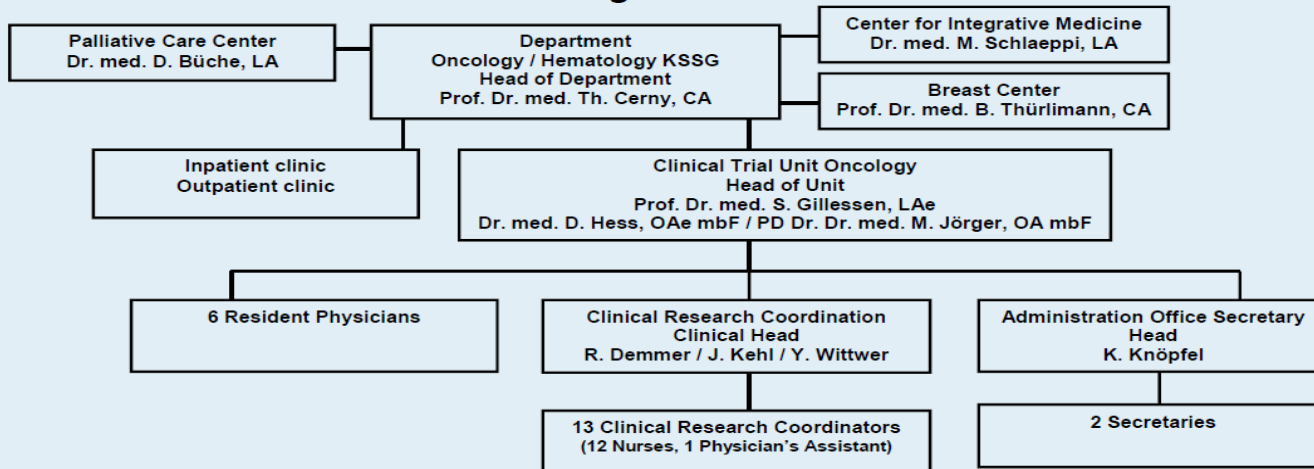 Palliative Care Center
Dr. med. D. Büche, LA
Department
Oncology / Hematology KSSG
Head of Department
Prof. Dr. med. Th. Cerny, CA
Center for Integrative Medicine
Dr. med. M. Schlaeppi, LA
Breast Center
Prof. Dr. med. B. Thürlimann, CA
Inpatient clinic
Outpatient clinic
Clinical Trial Unit Oncology
Head of Unit
Prof. Dr. med. S. Gillessen, LAe
Dr. med. D. Hess, OAe mbF / PD Dr. Dr. med. M. Jörger, OA mbF
6 Resident Physicians
Clinical Research Coordination
Clinical Head
R. Demmer / J. Kehl / Y. Wittwer
Administration Office Secretary
Head
K. Knöpfel
13 Clinical Research Coordinators
(12 Nurses, 1 Physician's Assistant)
2 Secretaries